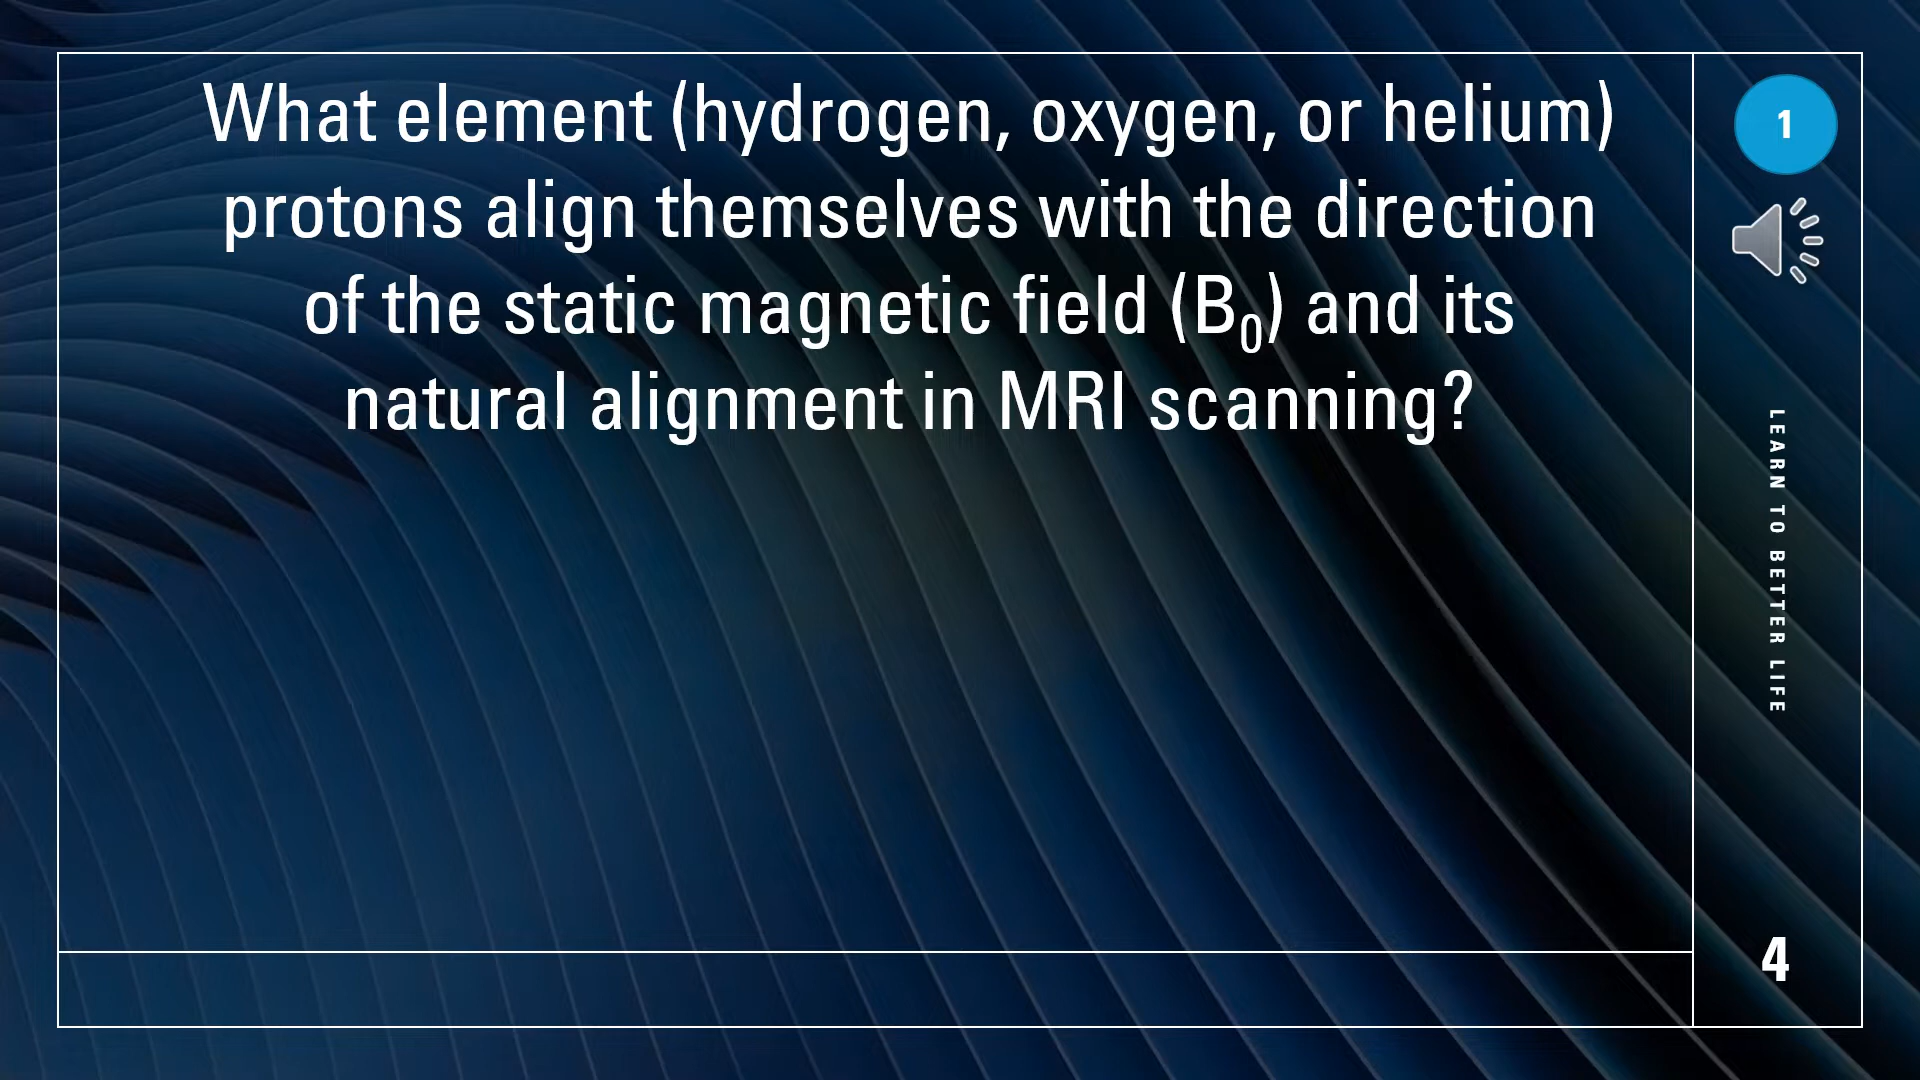 What element (hydrogen, oxygen, or helium)
protons align themselves with the direction
of the static magnetic field (B₀) and its
natural alignment in MRI scanning?
1
LEARN TO BETTER LIFE
4